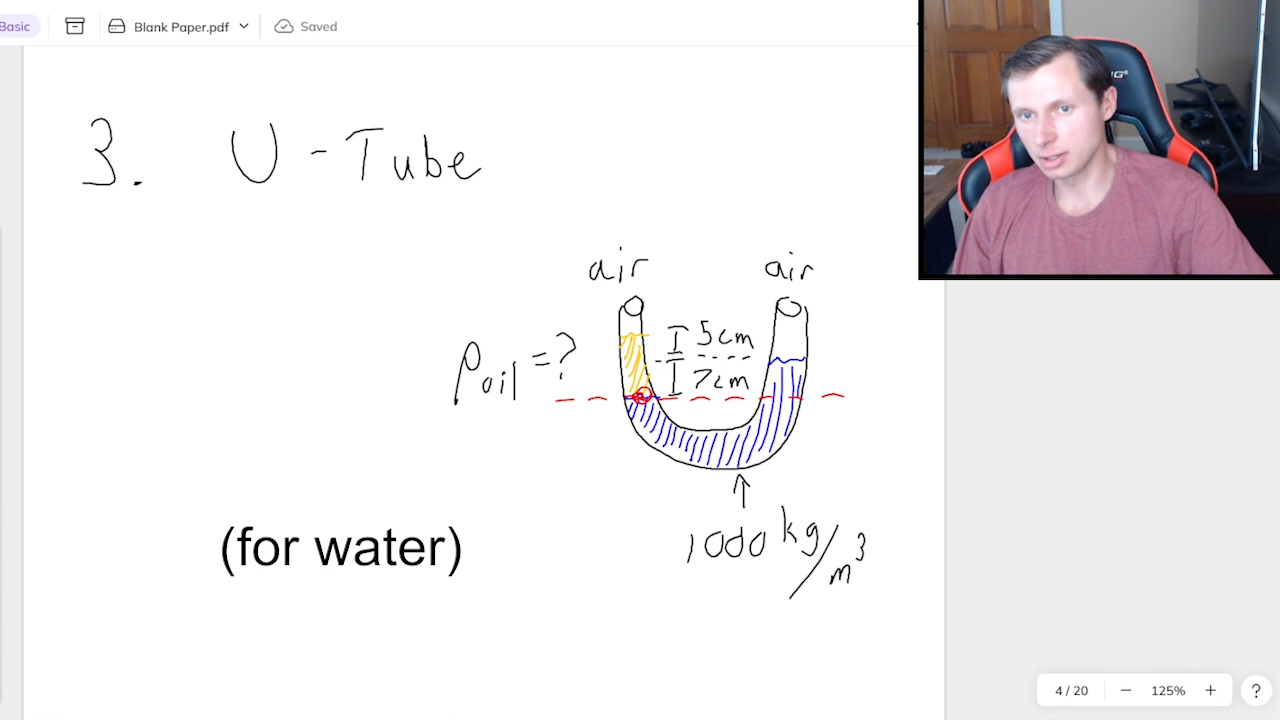 Basic
Blank Paper.pdf
Saved
3. U-Tube
air
air
5cm
7cm
ρoil=?
(for water)
1000 kg/m³
4 / 20
125%
?